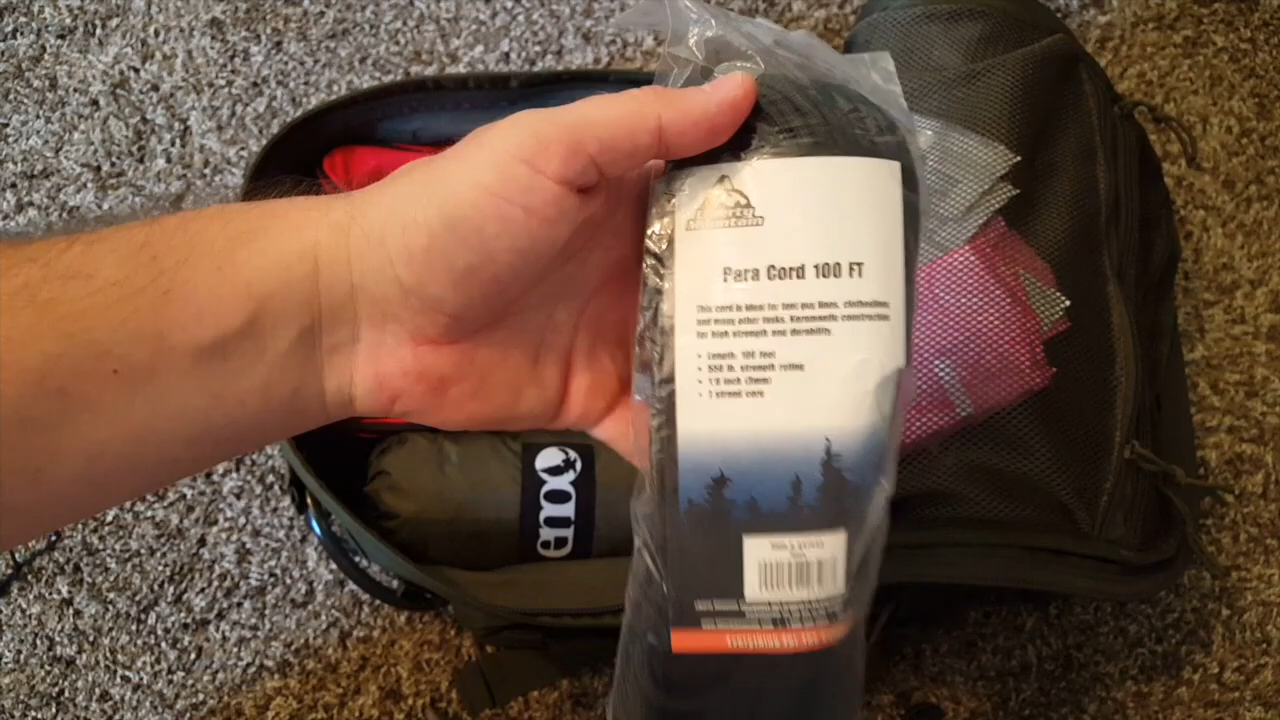 Liberty
Mountain
Para Cord 100 FT
This cord is ideal for tent guy lines, clotheslines
and many other tasks. Kernmantle construction
for high strength and durability.
• Length: 100 feet
• 550 lb. strength rating
• 1/8 inch (3mm)
• 7 strand core
eno